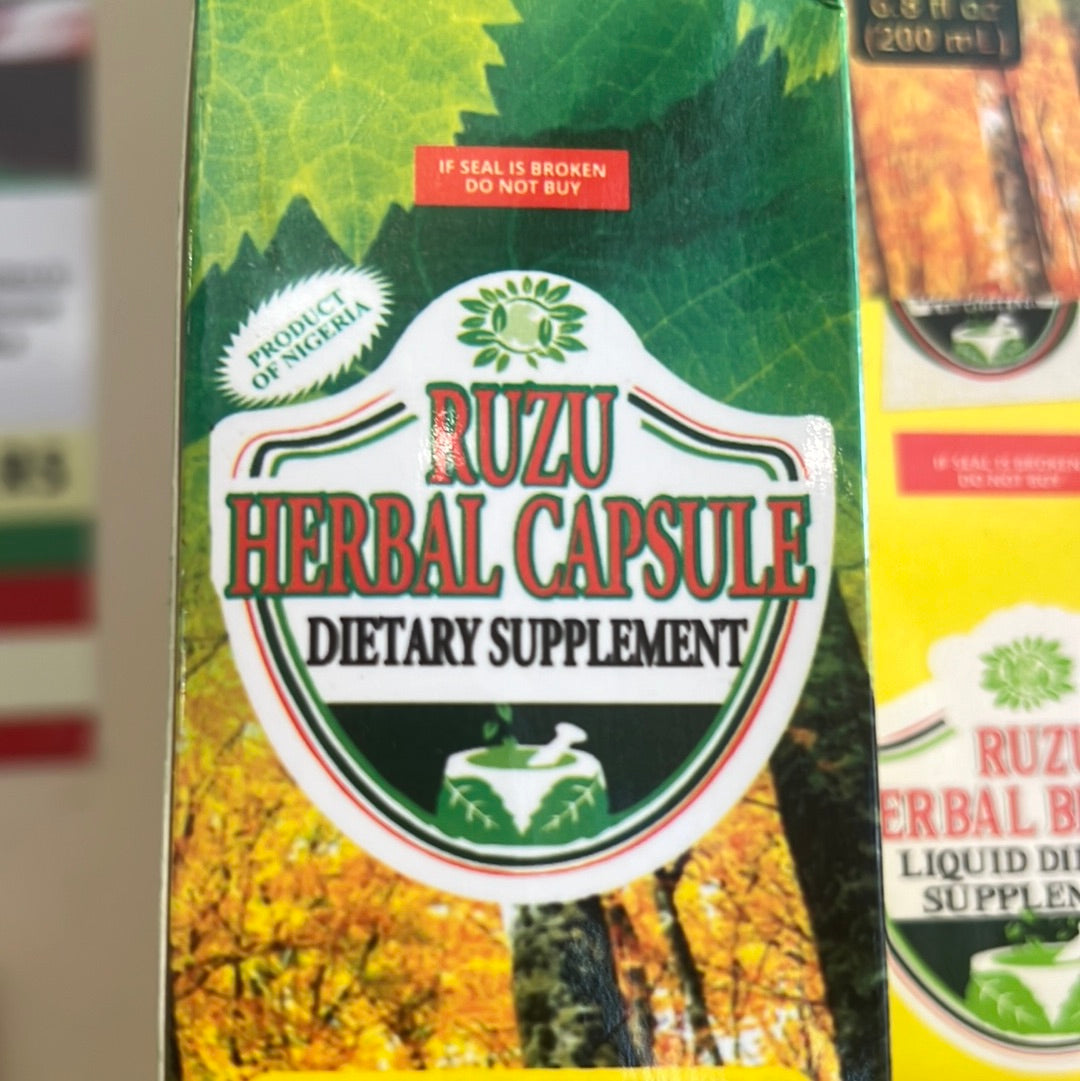 6.8 fl oz
(200 mL)
IF SEAL IS BROKEN
DO NOT BUY
PRODUCT
OF NIGERIA
RUZU
HERBAL CAPSULE
DIETARY SUPPLEMENT
IF SEAL IS BROKEN
DO NOT BUY
RUZU
ERBAL B
LIQUID DI
SUPPLEM